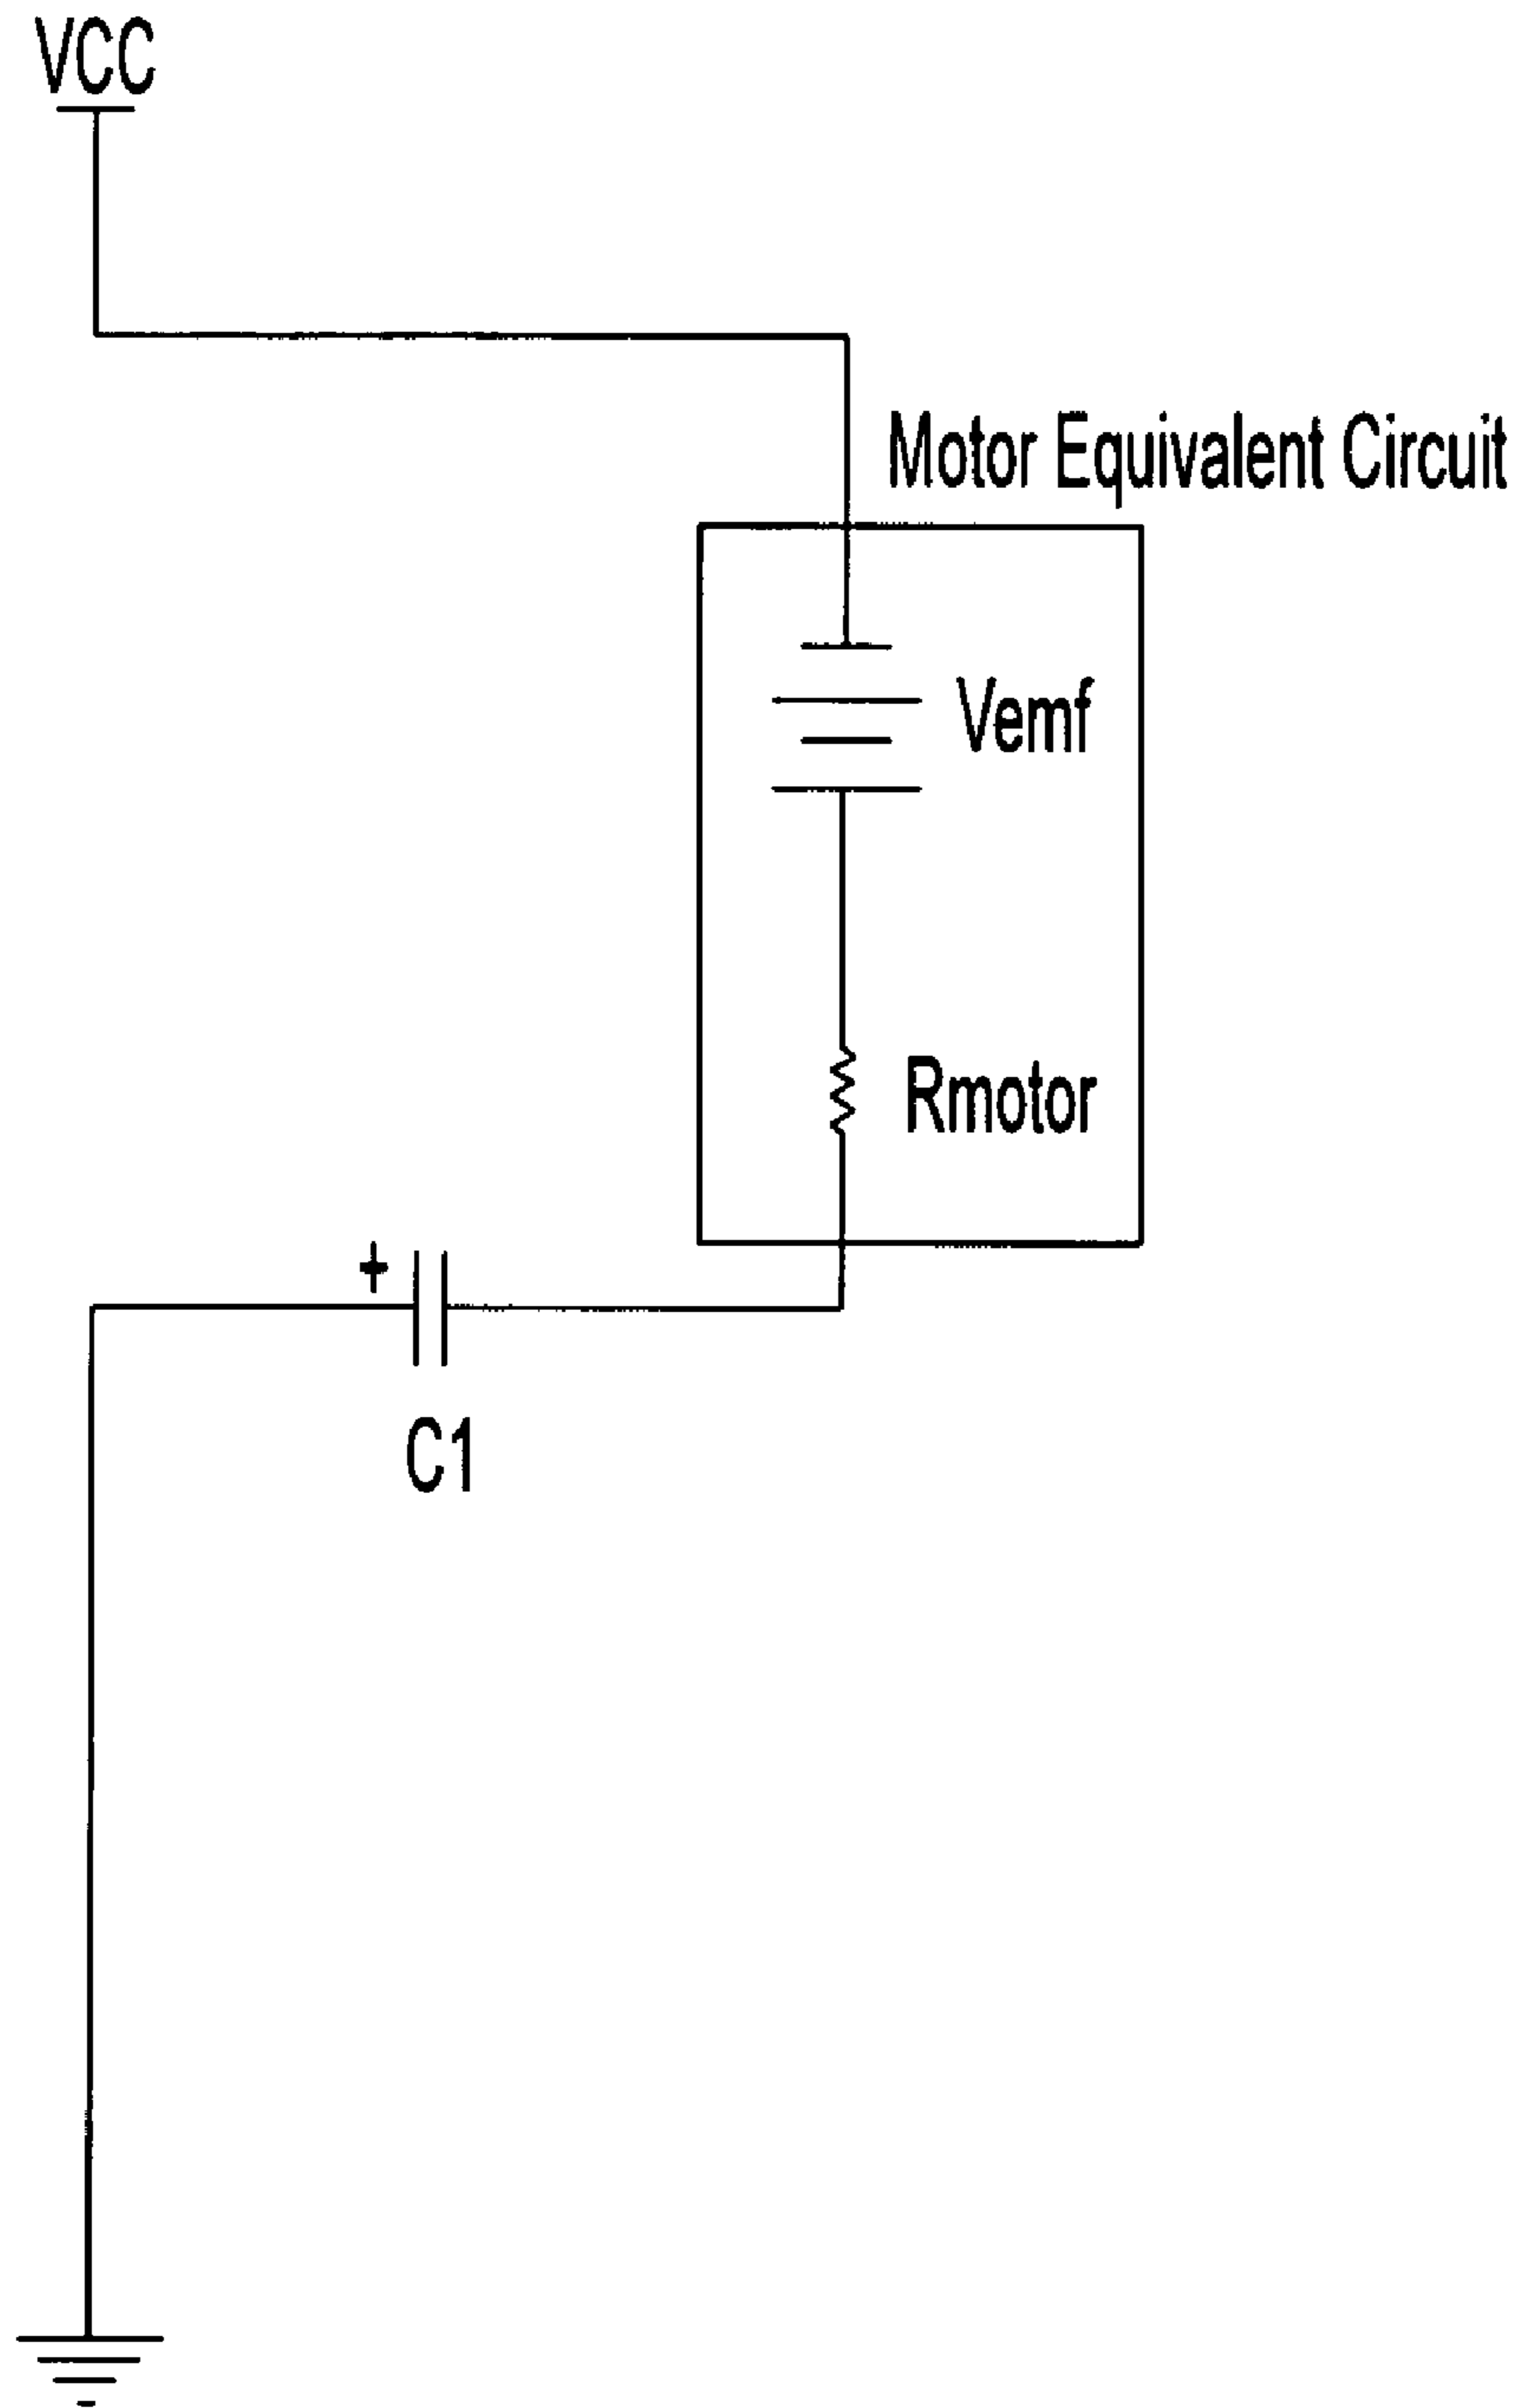 VCC
Motor Equivalent Circuit
Vemf
Rmotor
+
C1